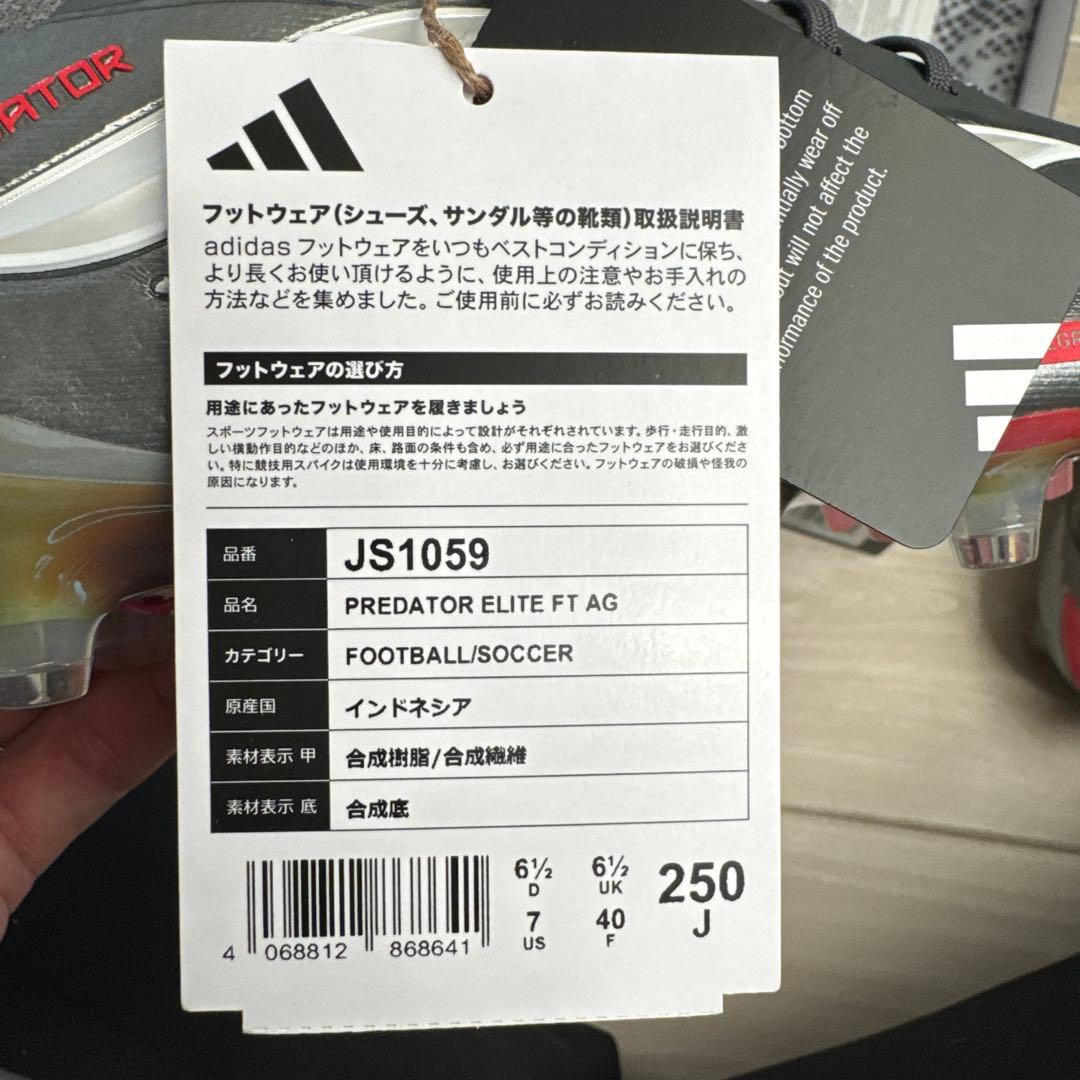 ATOR
フットウェア(シューズ、サンダル等の靴類)取扱説明書
adidas フットウェアをいつもベストコンディションに保ち、
より長くお使い頂けるように、使用上の注意やお手入れの
方法などを集めました。ご使用前に必ずお読みください。
フットウェアの選び方
用途にあったフットウェアを履きましょう
スポーツフットウェアは用途や使用目的によって設計がそれぞれされています。歩行・走行目的、激
しい横動作目的などのほか、床、路面の条件も含め、必ず用途に合ったフットウェアをお選びくださ
い。特に競技用スパイクは使用環境を十分に考慮し、お選びください。フットウェアの破損や怪我の
原因になります。
品番 JS1059
品名 PREDATOR ELITE FT AG
カテゴリー FOOTBALL/SOCCER
原産国 インドネシア
素材表示 甲 合成樹脂/合成繊維
素材表示 底 合成底
6½ D 6½ UK 250 J
7 US 40 F
4 068812 868641
bottom
wear off
but will not affect the
of the product.